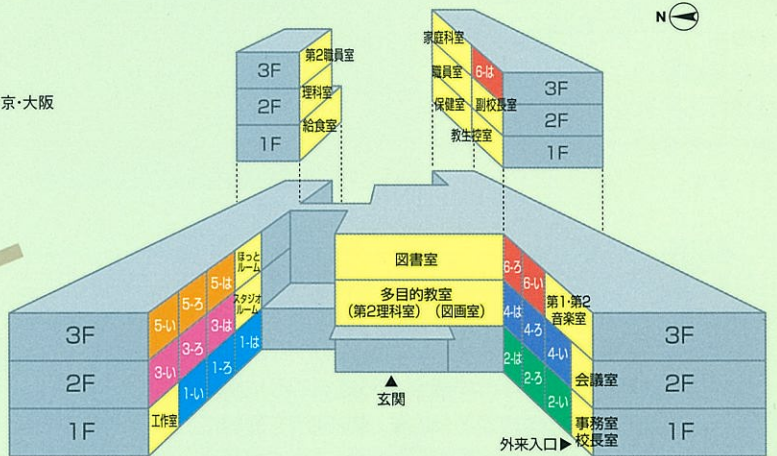 N
京・大阪
3F
2F
1F
第2職員室
理科室
給食室
家庭科室
職員室
6-は
保健室
副校長室
教生控室
3F
2F
1F
3F
2F
1F
5-い
5-ろ
5-は
ほっと
ルーム
3-い
3-ろ
3-は
スタジオ
ルーム
工作室
1-い
1-ろ
1-は
図書室
多目的教室
(第2理科室) (図画室)
玄関
6-ろ
6-い
第1・第2
音楽室
4-は
4-ろ
4-い
会議室
2-は
2-ろ
2-い
事務室
校長室
外来入口
3F
2F
1F